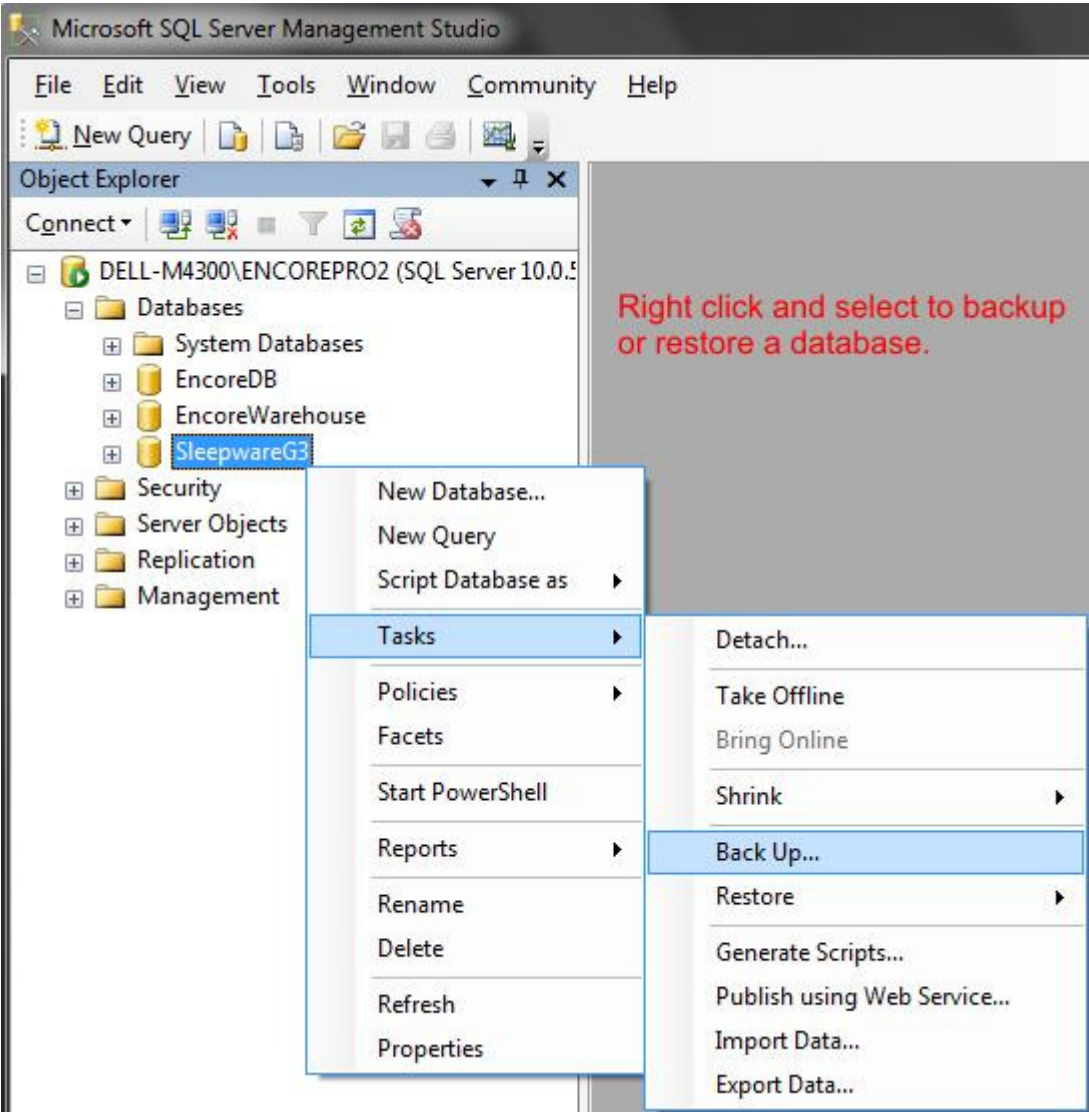 Microsoft SQL Server Management Studio
File Edit View Tools Window Community Help
New Query
Object Explorer
Connect
DELL-M4300\ENCOREPRO2 (SQL Server 10.0.5
Databases
System Databases
EncoreDB
EncoreWarehouse
SleepwareG3
Security
Server Objects
Replication
Management
Right click and select to backup
or restore a database.
New Database...
New Query
Script Database as
Tasks
Policies
Facets
Start PowerShell
Reports
Rename
Delete
Refresh
Properties
Detach...
Take Offline
Bring Online
Shrink
Back Up...
Restore
Generate Scripts...
Publish using Web Service...
Import Data...
Export Data...